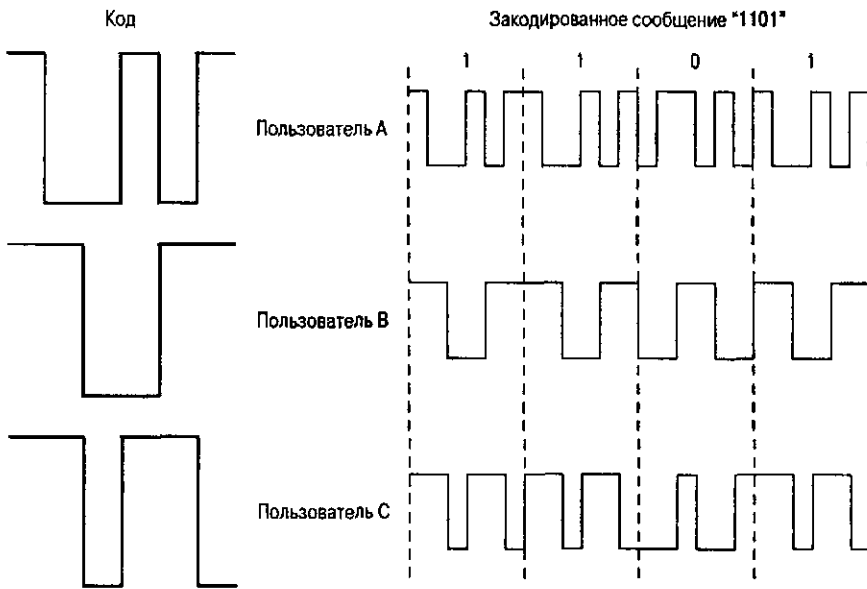 Код
Закодированное сообщение "1101"
1 1 0 1
Пользователь A
Пользователь B
Пользователь C